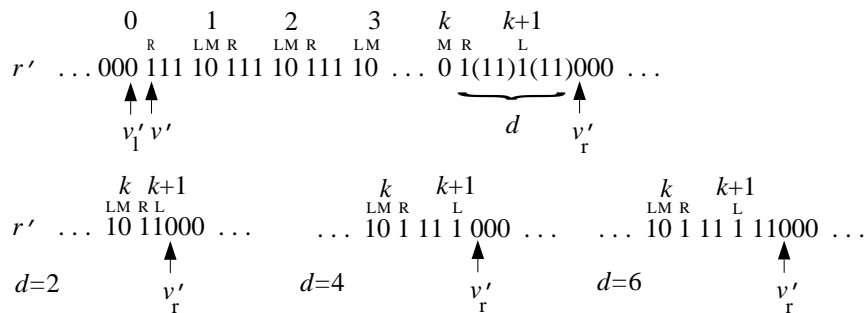 0 1 2 3 k k+1
R LM R LM R LM M R L
r′ . . . 000 111 10 111 10 111 10 . . . 0 1(11)1(11)000 . . .
v′l v′ d v′r
k k+1 k k+1 k k+1
LM R L LM R L LM R L
r′ . . . 10 11000 . . . . . . 10 1 11 1 000 . . . . . . 10 1 11 1 11000 . . .
d=2 v′r d=4 v′r d=6 v′r